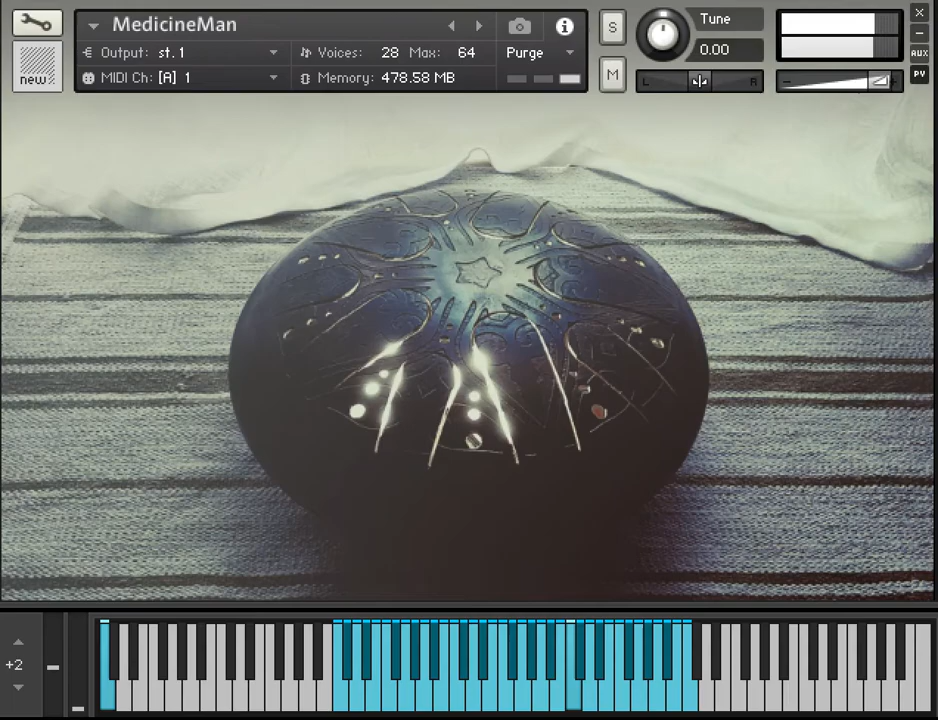 MedicineMan
Output: st.1
Voices: 28 Max: 64
Purge
MIDI Ch: [A] 1
Memory: 478.58 MB
new
S
M
Tune
0.00
L R
AUX
PV
+2